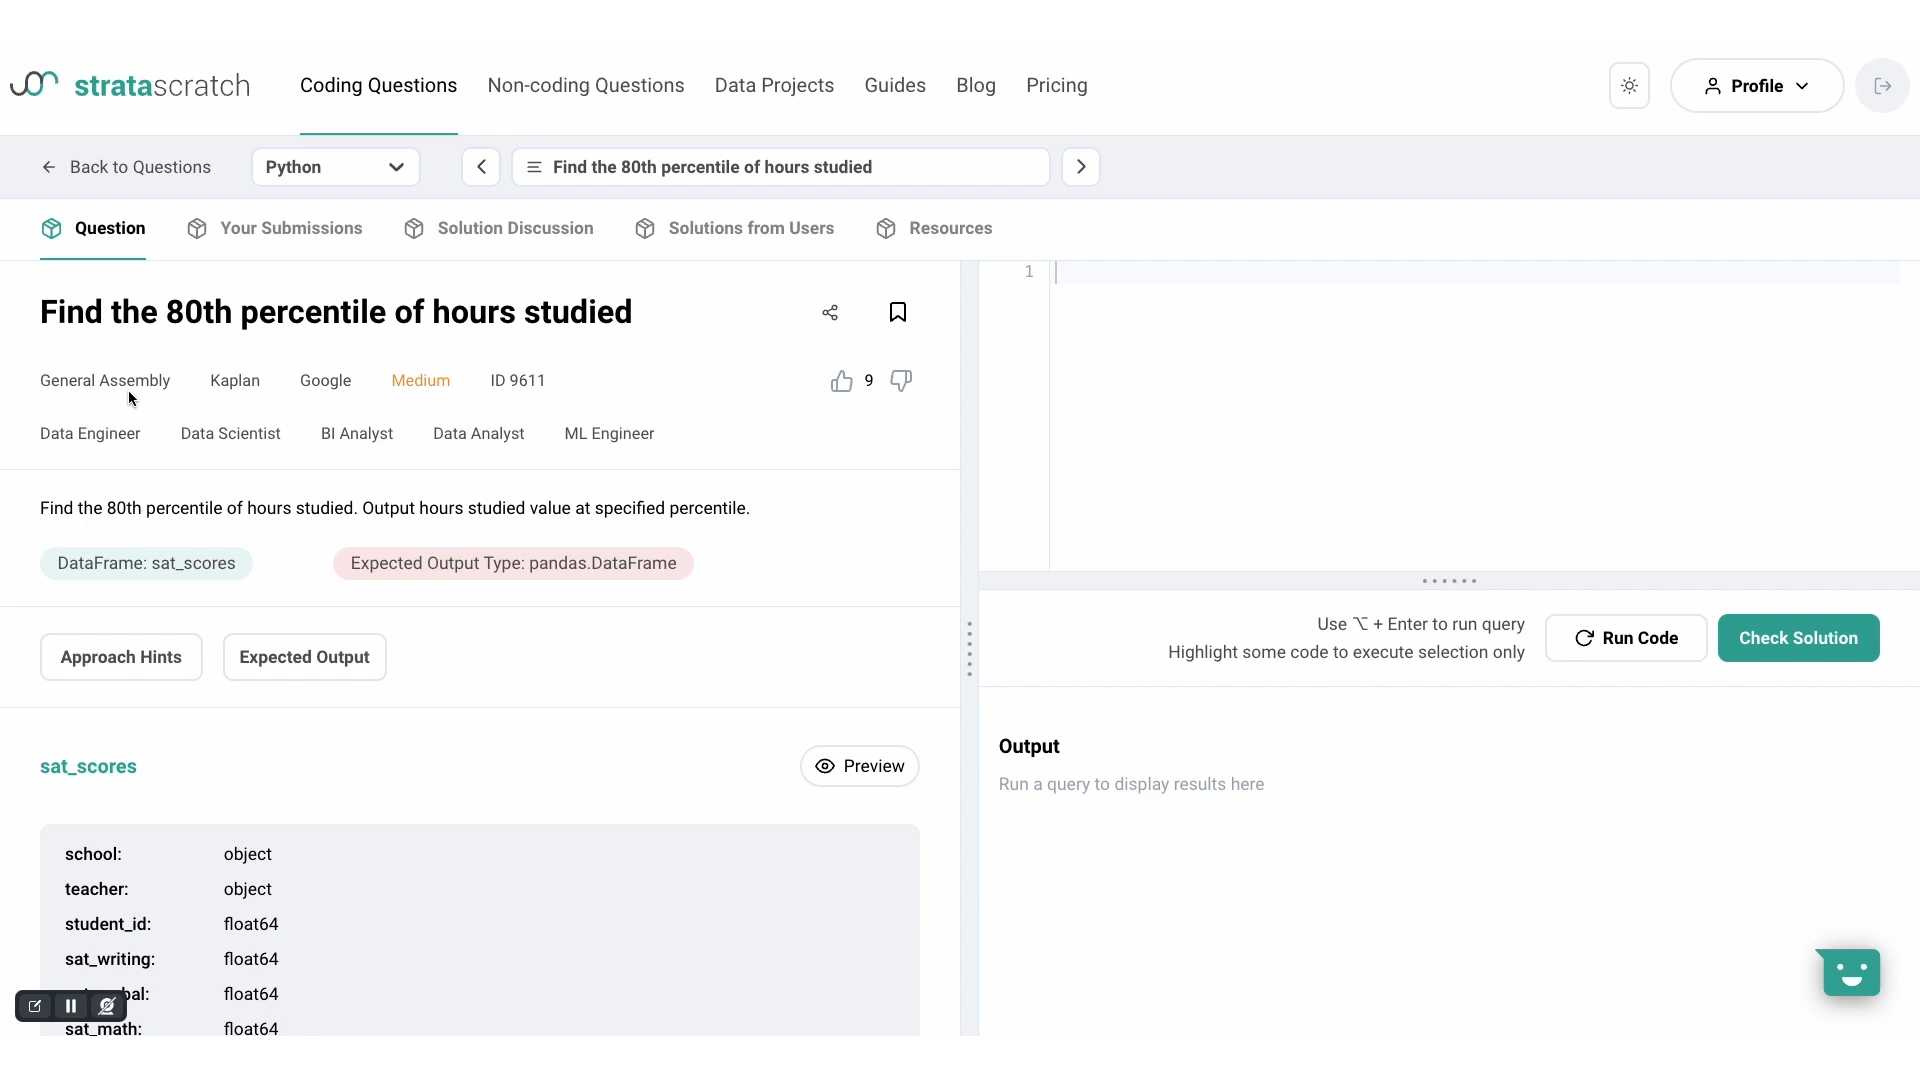 stratascratch
Coding Questions Non-coding Questions Data Projects Guides Blog Pricing
Profile
Back to Questions
Python
Find the 80th percentile of hours studied
Question Your Submissions Solution Discussion Solutions from Users Resources
Find the 80th percentile of hours studied
General Assembly Kaplan Google Medium ID 9611
9
Data Engineer Data Scientist BI Analyst Data Analyst ML Engineer
Find the 80th percentile of hours studied. Output hours studied value at specified percentile.
DataFrame: sat_scores Expected Output Type: pandas.DataFrame
Approach Hints Expected Output
sat_scores
Preview
school: object
teacher: object
student_id: float64
sat_writing: float64
float64
sat_math: float64
1
Use ⌥ + Enter to run query
Highlight some code to execute selection only
Run Code
Check Solution
Output
Run a query to display results here